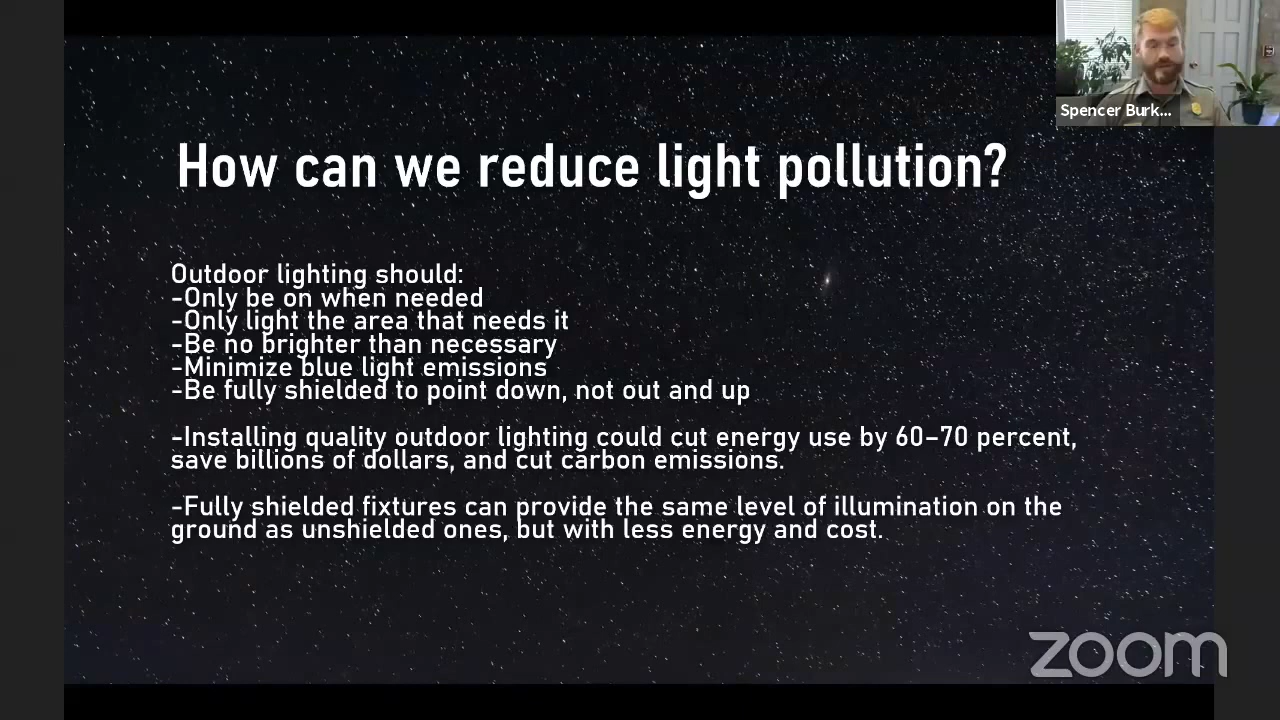 Spencer Burk...
How can we reduce light pollution?
Outdoor lighting should:
-Only be on when needed
-Only light the area that needs it
-Be no brighter than necessary
-Minimize blue light emissions
-Be fully shielded to point down, not out and up
-Installing quality outdoor lighting could cut energy use by 60–70 percent,
save billions of dollars, and cut carbon emissions.
-Fully shielded fixtures can provide the same level of illumination on the
ground as unshielded ones, but with less energy and cost.
zoom